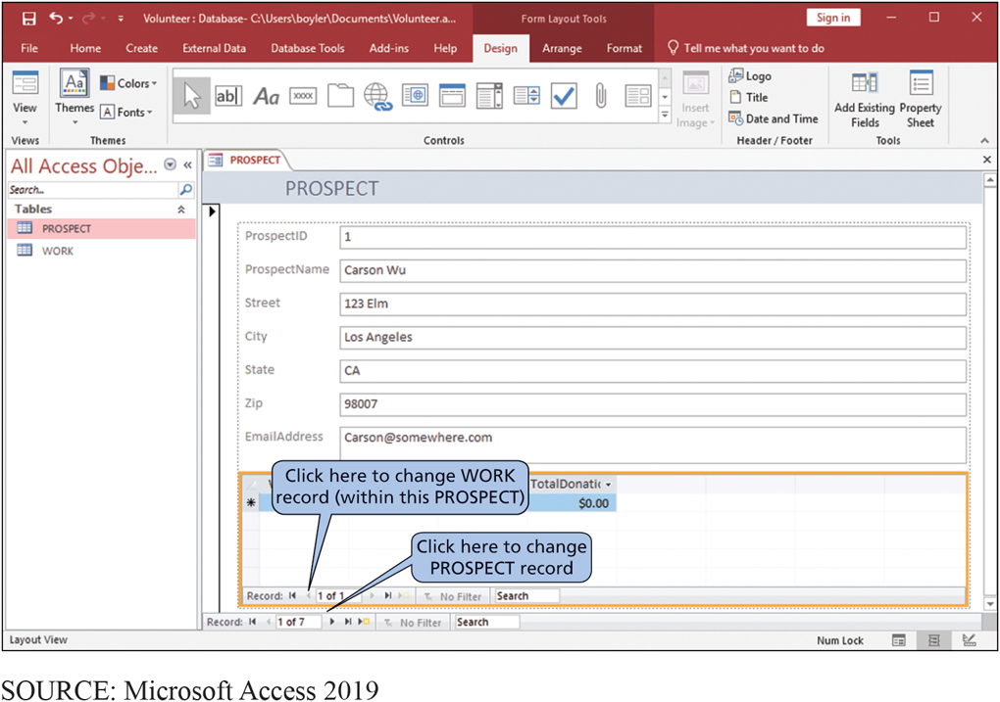 Volunteer : Database- C:\Users\boyler\Documents\Volunteer.a...
Form Layout Tools
Sign in
File Home Create External Data Database Tools Add-ins Help Design Arrange Format Tell me what you want to do
View
Views
Themes
Colors
Fonts
Themes
ab|
Aa
XXXX
Controls
Insert
Image
Logo
Title
Date and Time
Header / Footer
Add Existing
Fields
Property
Sheet
Tools
All Access Obje...
Search...
Tables
PROSPECT
WORK
PROSPECT
PROSPECT
ProspectID 1
ProspectName Carson Wu
Street 123 Elm
City Los Angeles
State CA
Zip 98007
EmailAddress Carson@somewhere.com
TotalDonatic
$0.00
Click here to change WORK
record (within this PROSPECT)
Click here to change
PROSPECT record
Record: 1 of 1 No Filter Search
Record: 1 of 7 No Filter Search
Layout View Num Lock
SOURCE: Microsoft Access 2019